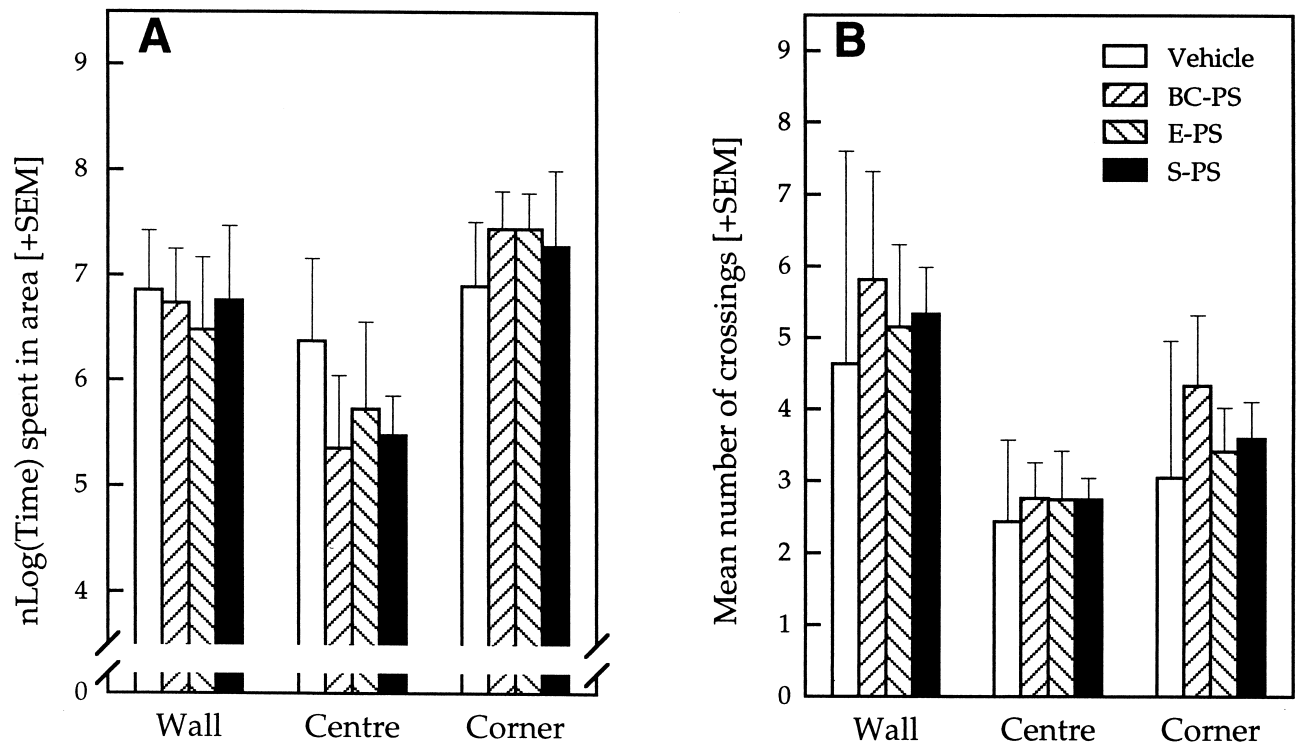 A
nLog(Time) spent in area [+SEM]
9
8
7
6
5
4
0
Wall Centre Corner
B
Mean number of crossings [+SEM]
9
8
7
6
5
4
3
2
1
0
Vehicle
BC-PS
E-PS
S-PS
Wall Centre Corner